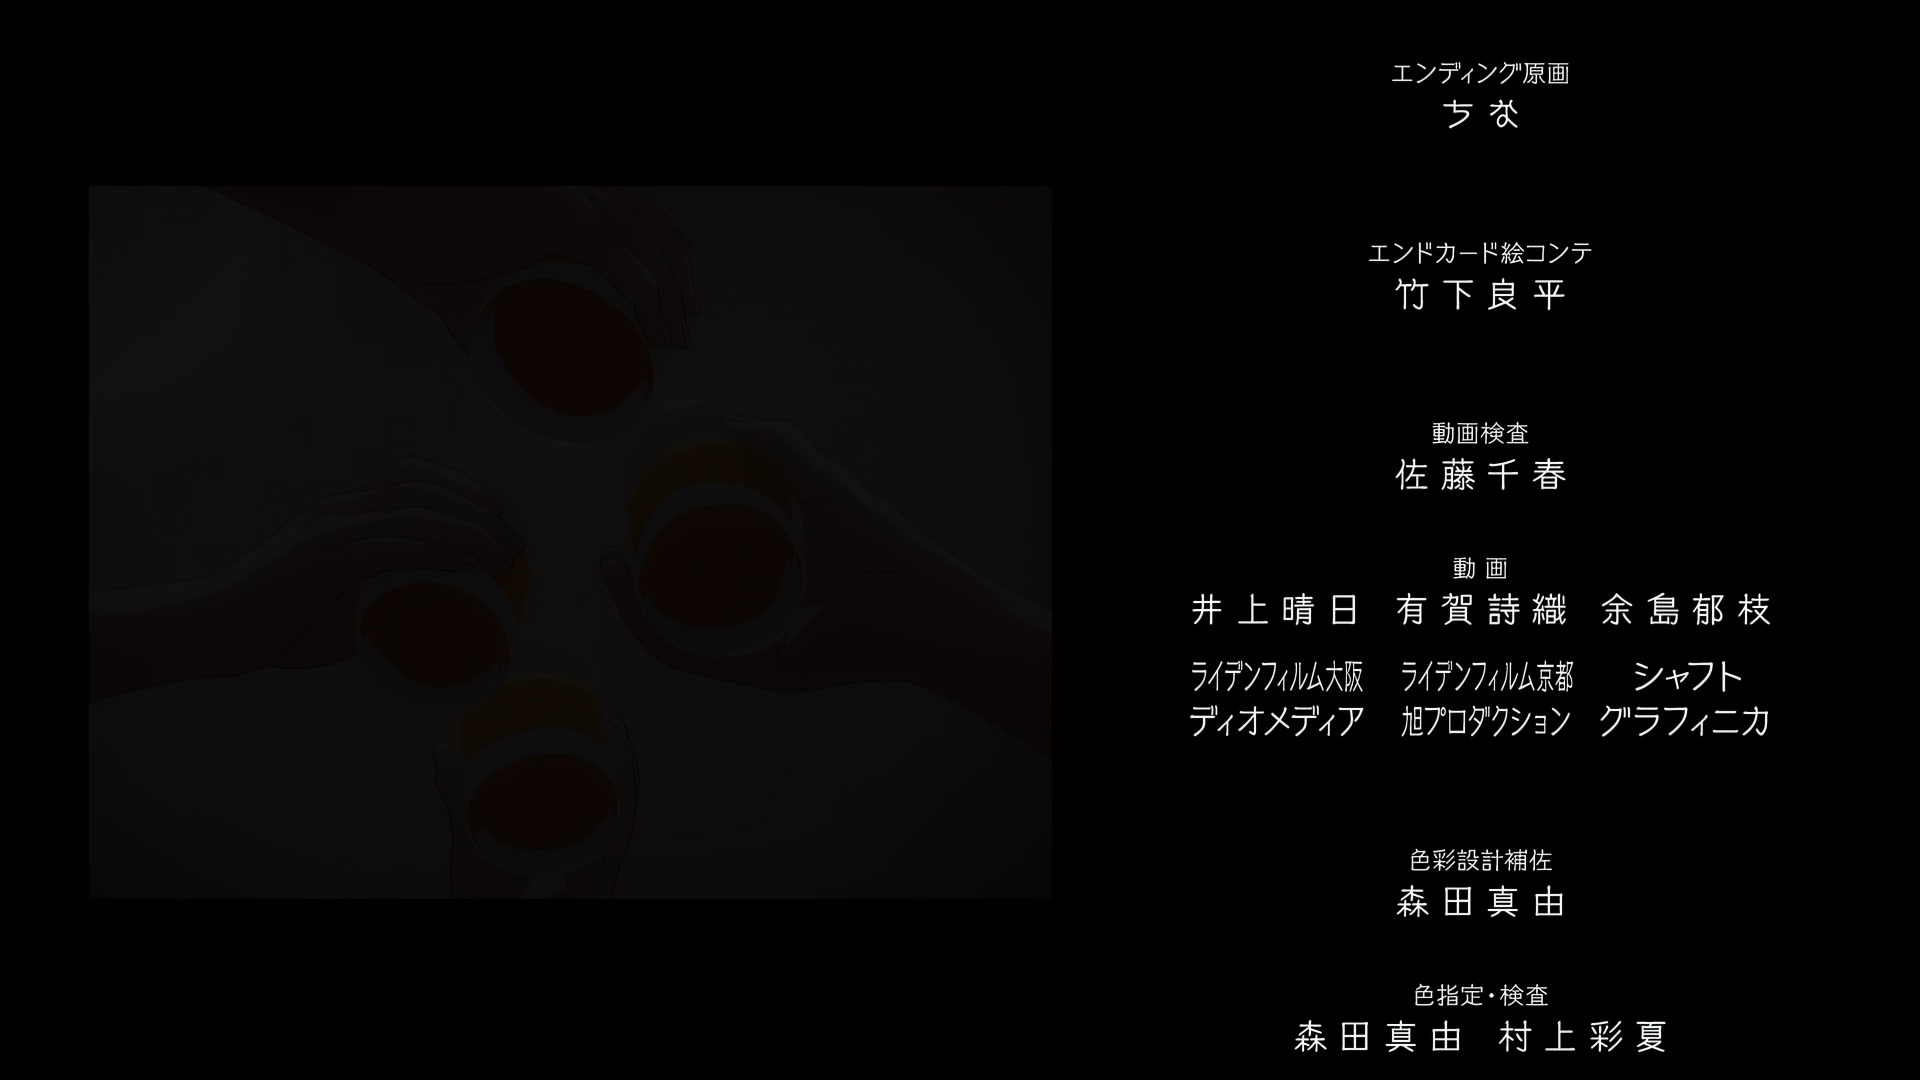 エンディング原画
ちな
エンドカード絵コンテ
竹下良平
動画検査
佐藤千春
動画
井上晴日 有賀詩織 余島郁枝
ライデンフィルム大阪 ライデンフィルム京都 シャフト
ディオメディア 旭プロダクション グラフィニカ
色彩設計補佐
森田真由
色指定・検査
森田真由 村上彩夏